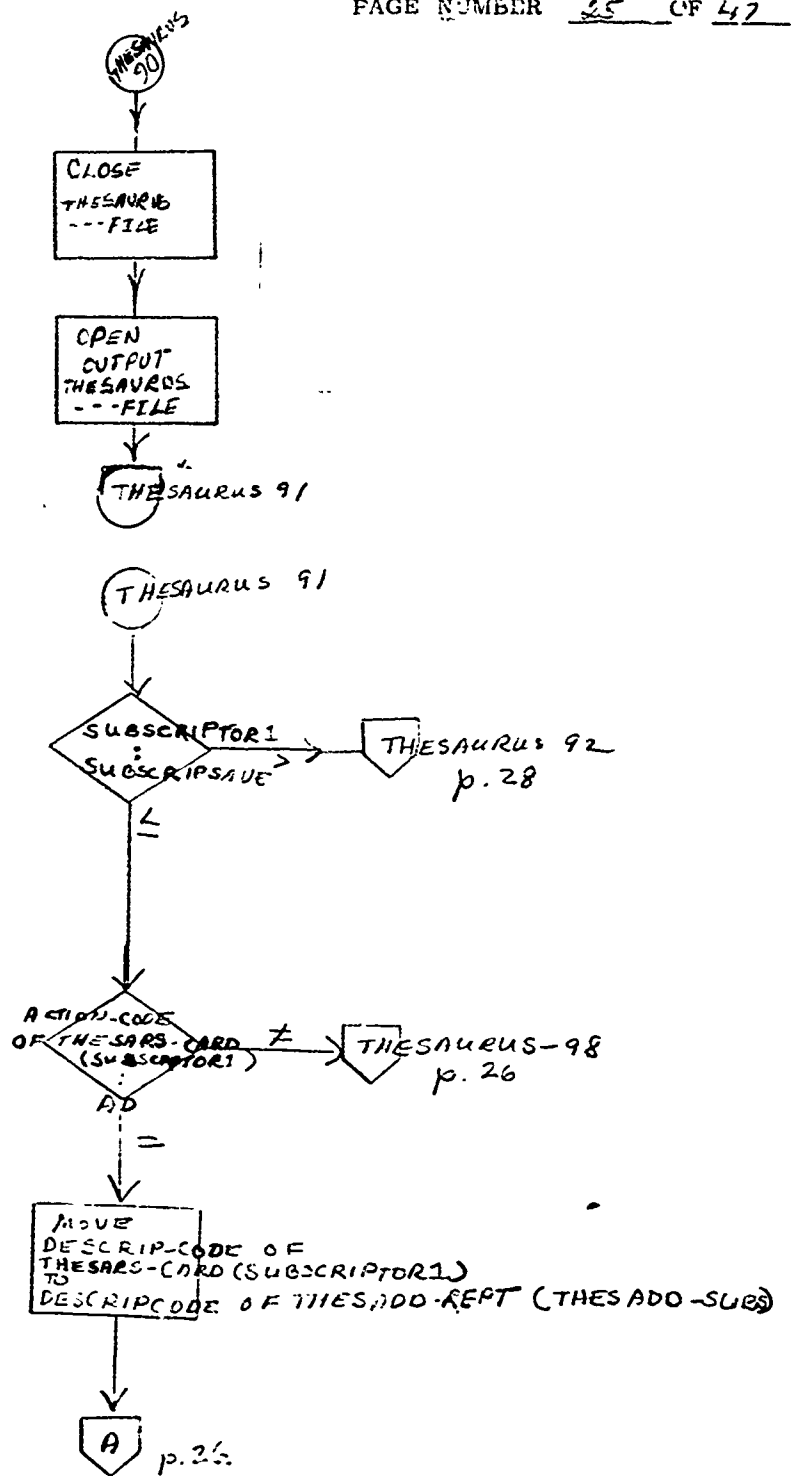 PAGE NUMBER 25 OF 47
THESAURUS
90
CLOSE
THESAURUS
---FILE
OPEN
OUTPUT
THESAURUS
---FILE
THESAURUS 91
THESAURUS 91
SUBSCRIPTOR1
:
SUBSCRIPSAVE
>
THESAURUS 92
p. 28
≤
ACTION-CODE
OF THESARS-CARD
(SUBSCRIPTOR1)
:
AD
≠
THESAURUS-98
p. 26
=
MOVE
DESCRIP-CODE OF
THESARS-CARD (SUBSCRIPTOR1)
TO
DESCRIPCODE OF THESADD-REPT (THESADD-SUBS)
A